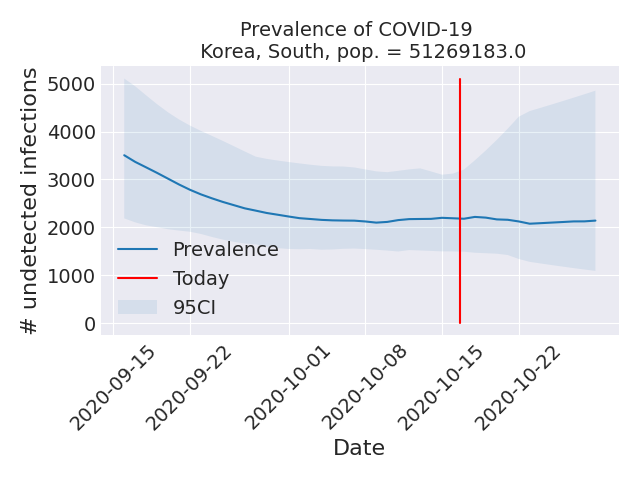 Prevalence of COVID-19
Korea, South, pop. = 51269183.0
# undetected infections
5000
4000
3000
2000
1000
0
Prevalence
Today
95CI
2020-09-15
2020-09-22
2020-10-01
2020-10-08
2020-10-15
2020-10-22
Date